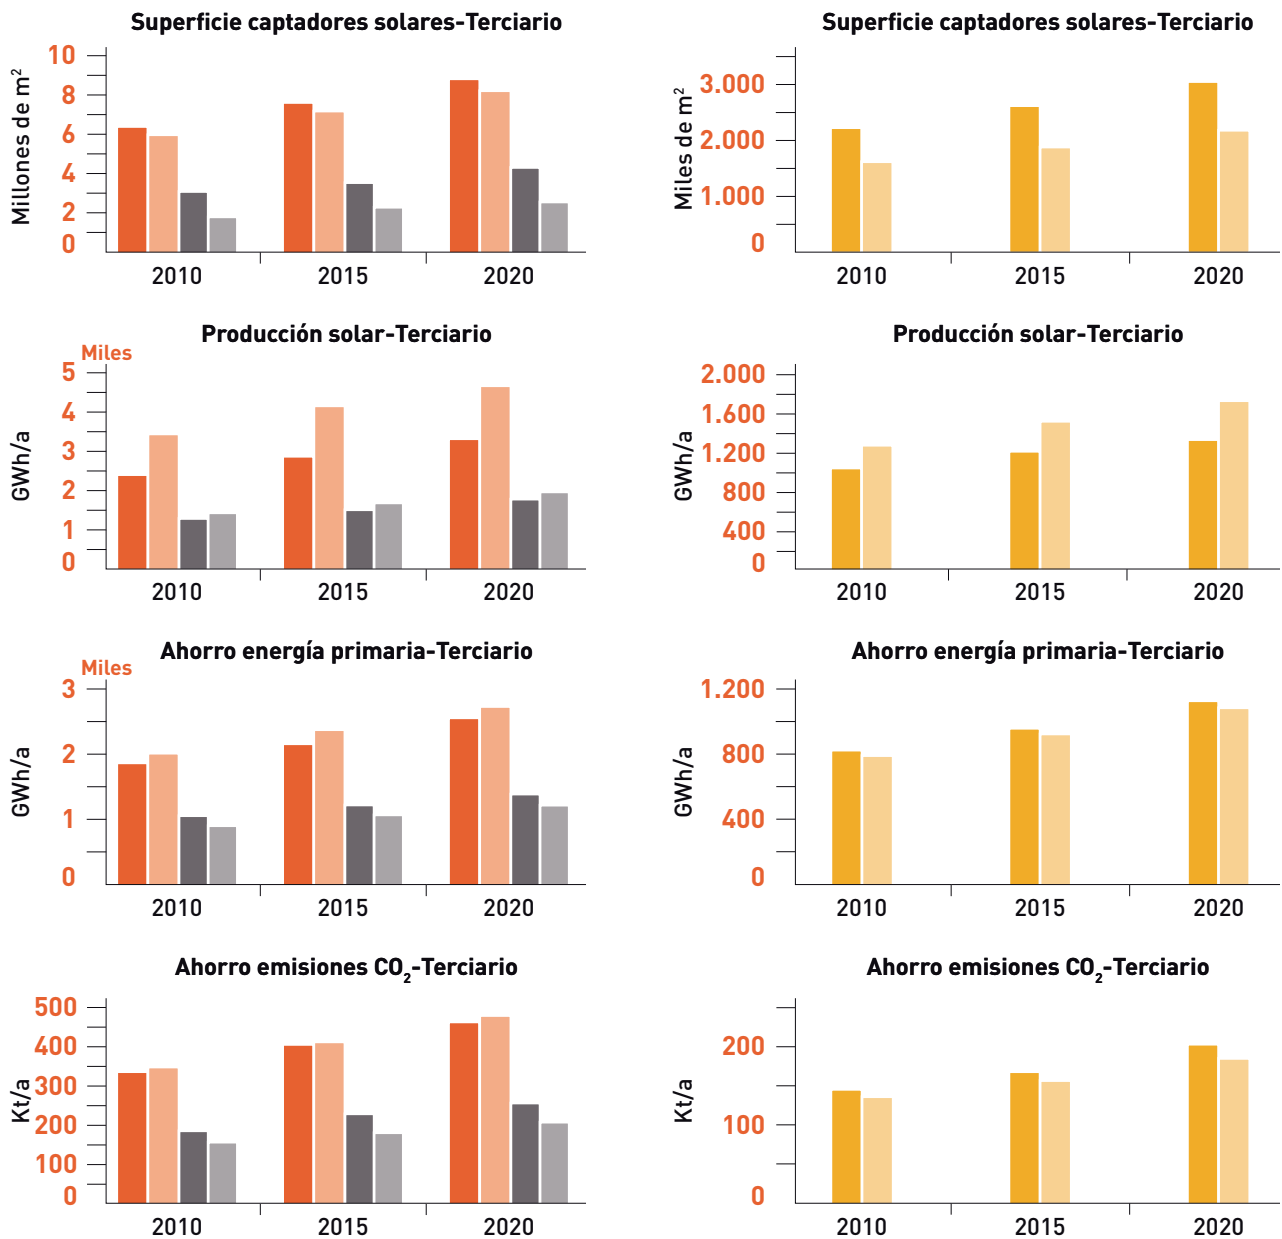 Superficie captadores solares-Terciario
Millones de m²
10
8
6
4
2
0
2010 2015 2020
Superficie captadores solares-Terciario
Miles de m²
3.000
2.000
1.000
0
2010 2015 2020
Producción solar-Terciario
Miles
GWh/a
5
4
3
2
1
0
2010 2015 2020
Producción solar-Terciario
GWh/a
2.000
1.600
1.200
800
400
0
2010 2015 2020
Ahorro energía primaria-Terciario
Miles
GWh/a
3
2
1
0
2010 2015 2020
Ahorro energía primaria-Terciario
GWh/a
1.200
800
400
0
2010 2015 2020
Ahorro emisiones CO₂-Terciario
Kt/a
500
400
300
200
100
0
2010 2015 2020
Ahorro emisiones CO₂-Terciario
Kt/a
200
100
0
2010 2015 2020